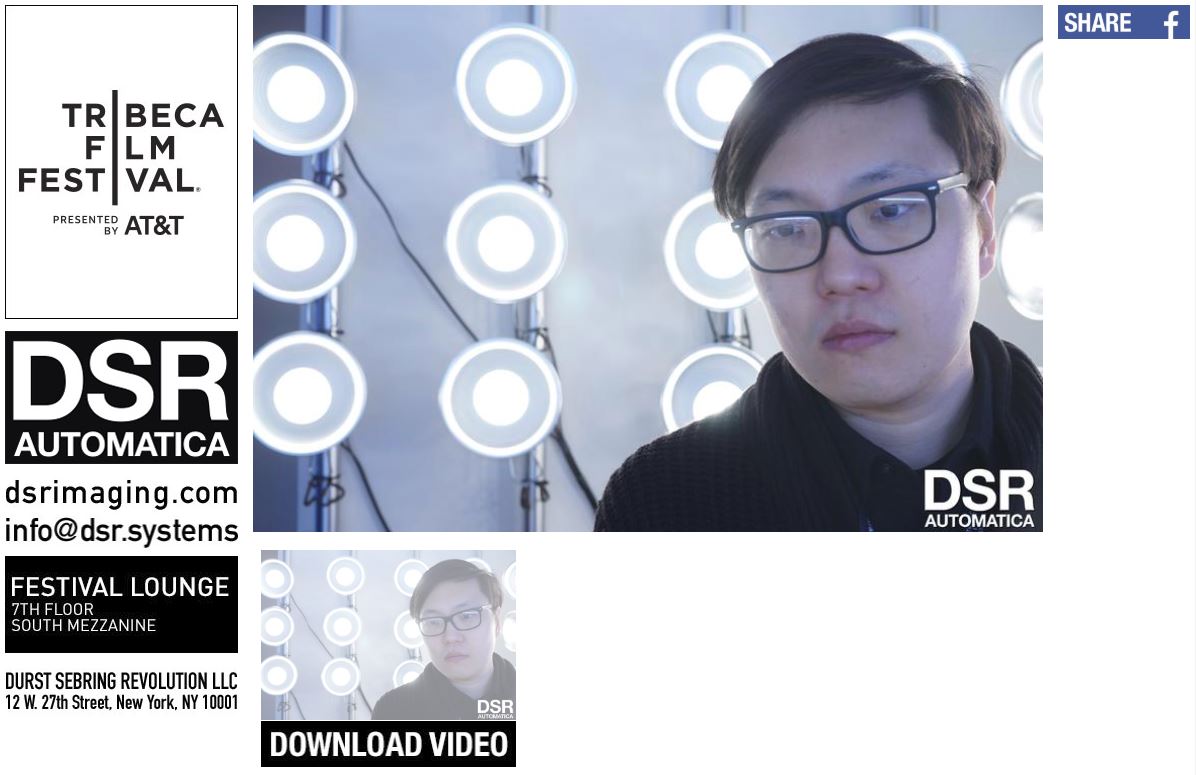 TRIBECA
FILM
FESTIVAL®
PRESENTED
BY AT&T
DSR
AUTOMATICA
dsrimaging.com
info@dsr.systems
FESTIVAL LOUNGE
7TH FLOOR
SOUTH MEZZANINE
DURST SEBRING REVOLUTION LLC
12 W. 27th Street, New York, NY 10001
DSR
AUTOMATICA
DSR
AUTOMATICA
DOWNLOAD VIDEO
SHARE f